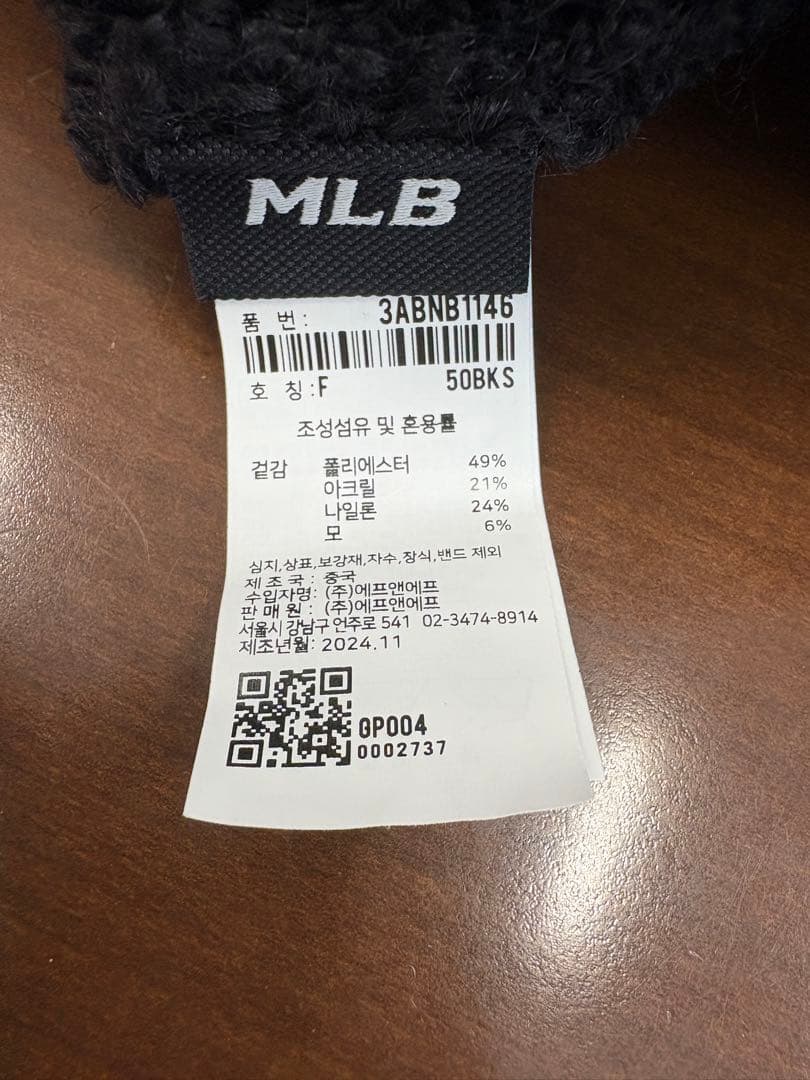 MLB
품 번: 3ABNB1146
호 칭:F 50BKS
조성섬유 및 혼용률
겉감 폴리에스터 49%
아크릴 21%
나일론 24%
모 6%
심지,상표,보강재,자수,장식,밴드 제외
제 조 국 : 중국
수입자명: (주)에프앤에프
판 매 원 : (주)에프앤에프
서울시 강남구 언주로 541 02-3474-8914
제조년월: 2024.11
GP004
0002737